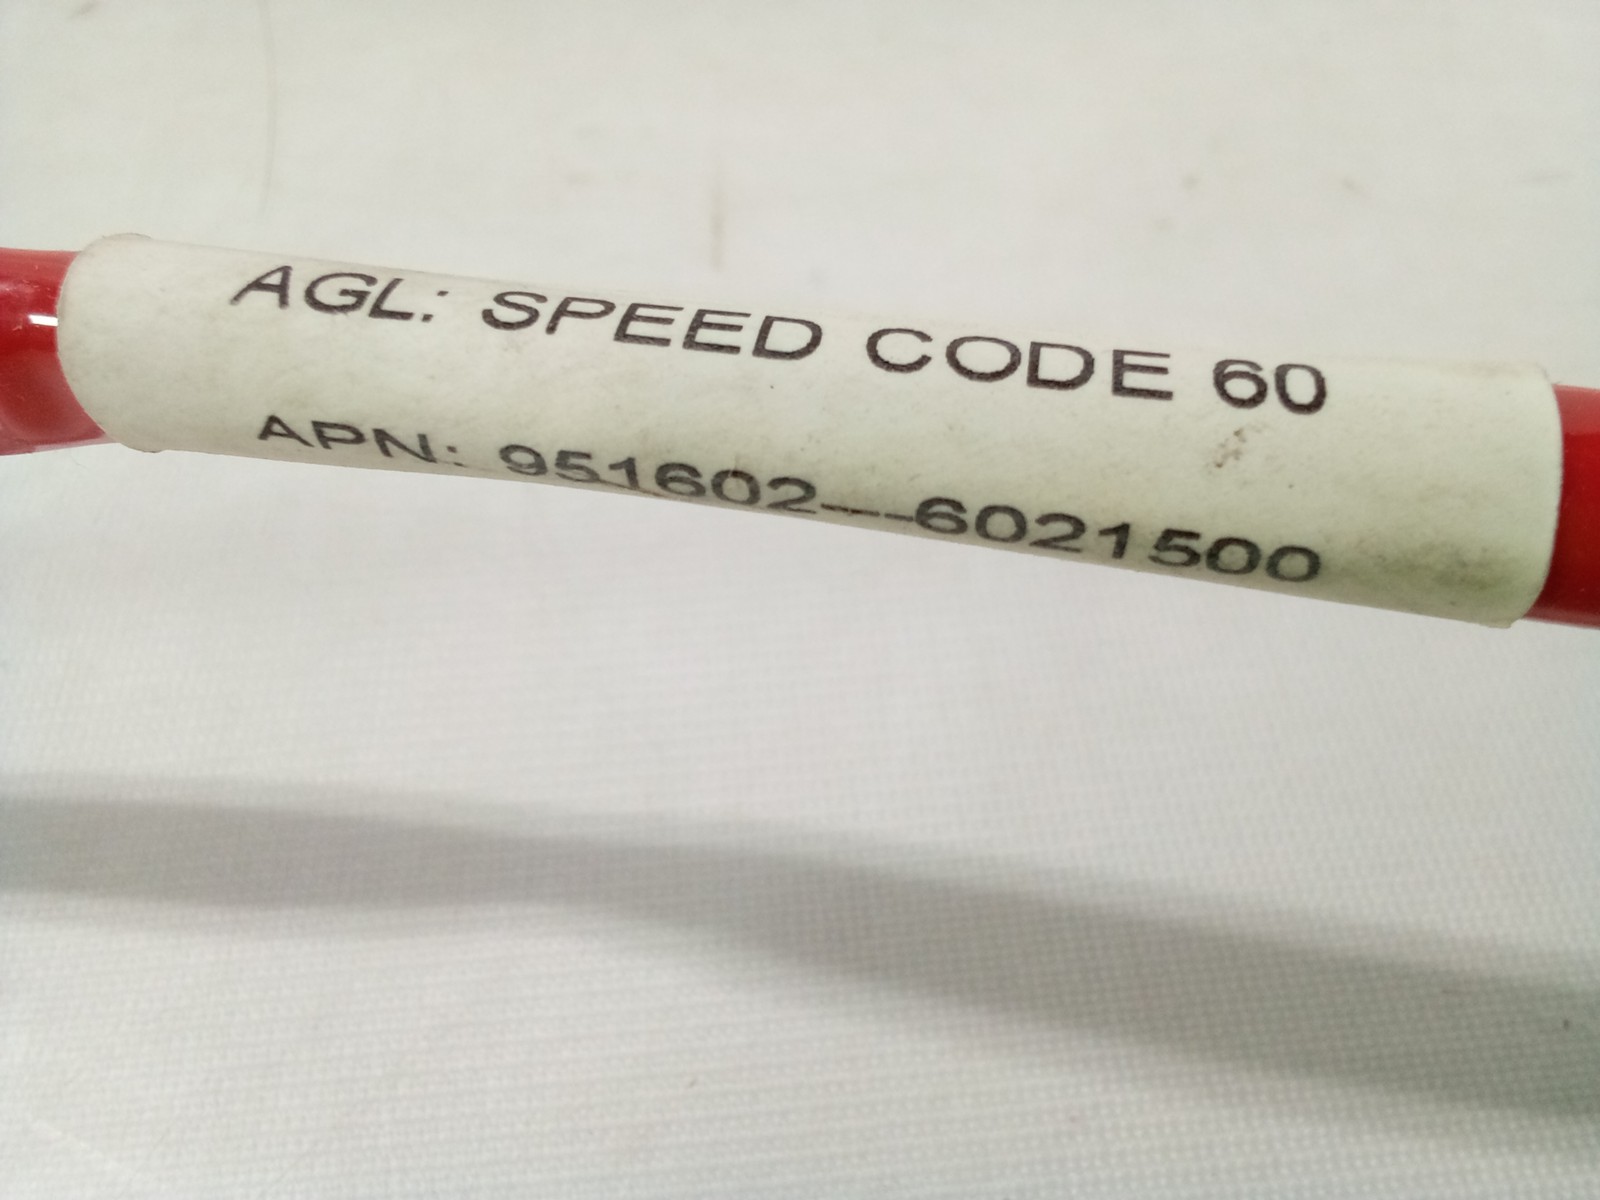 AGL: SPEED CODE 60
APN: 951602---6021500